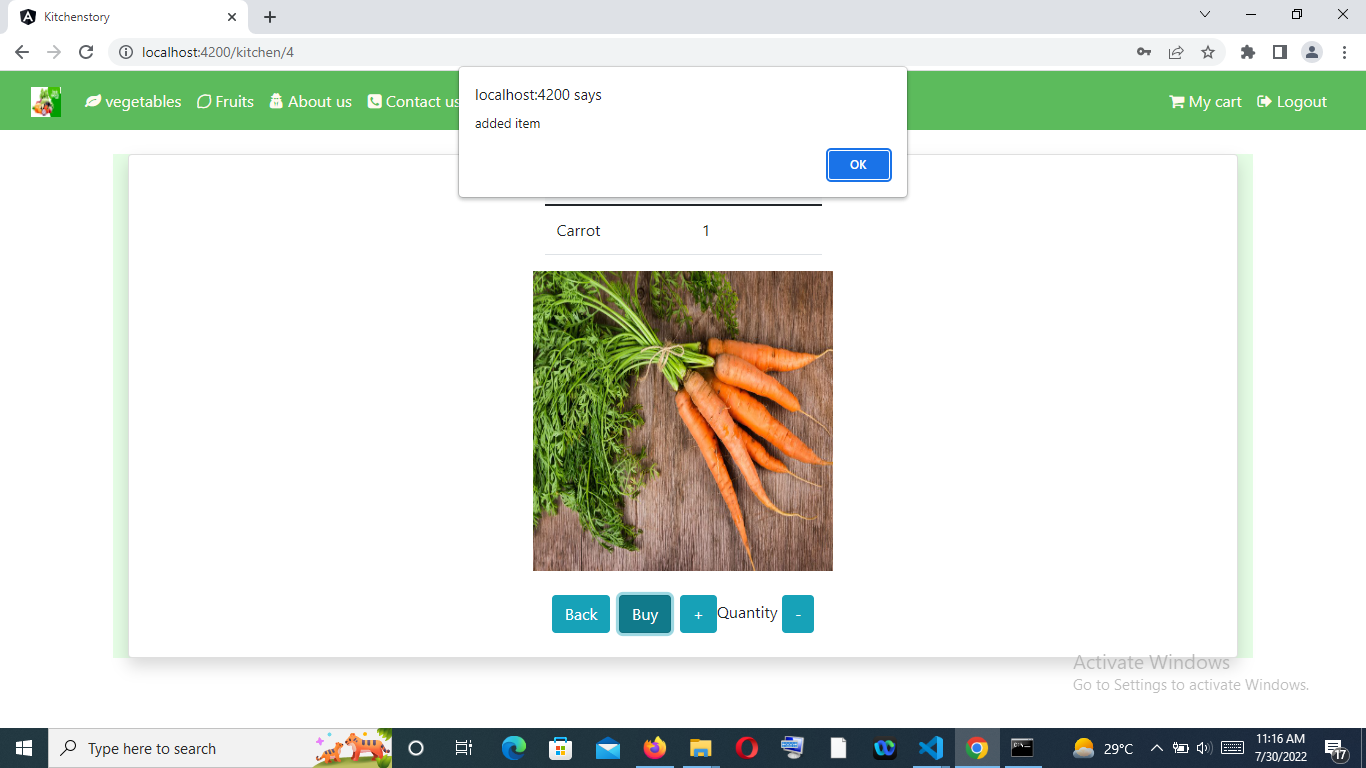 Kitchenstory
localhost:4200/kitchen/4
vegetables Fruits About us Contact us My cart Logout
localhost:4200 says
added item
OK
Carrot 1
Back Buy + Quantity -
Activate Windows
Go to Settings to activate Windows.
Type here to search
29°C
11:16 AM
7/30/2022
17